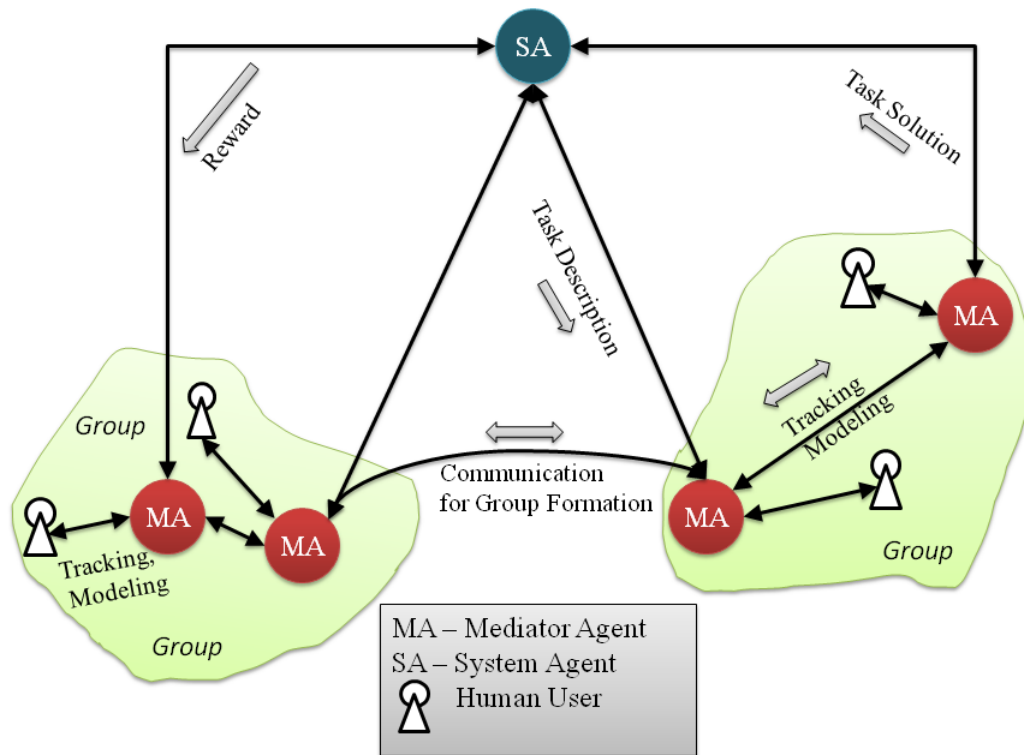 SA
Reward
Task Solution
Task Description
MA
Tracking
Modeling
Group
Communication
for Group Formation
MA
MA
MA
Group
Tracking,
Modeling
Group
MA – Mediator Agent
SA – System Agent
Human User